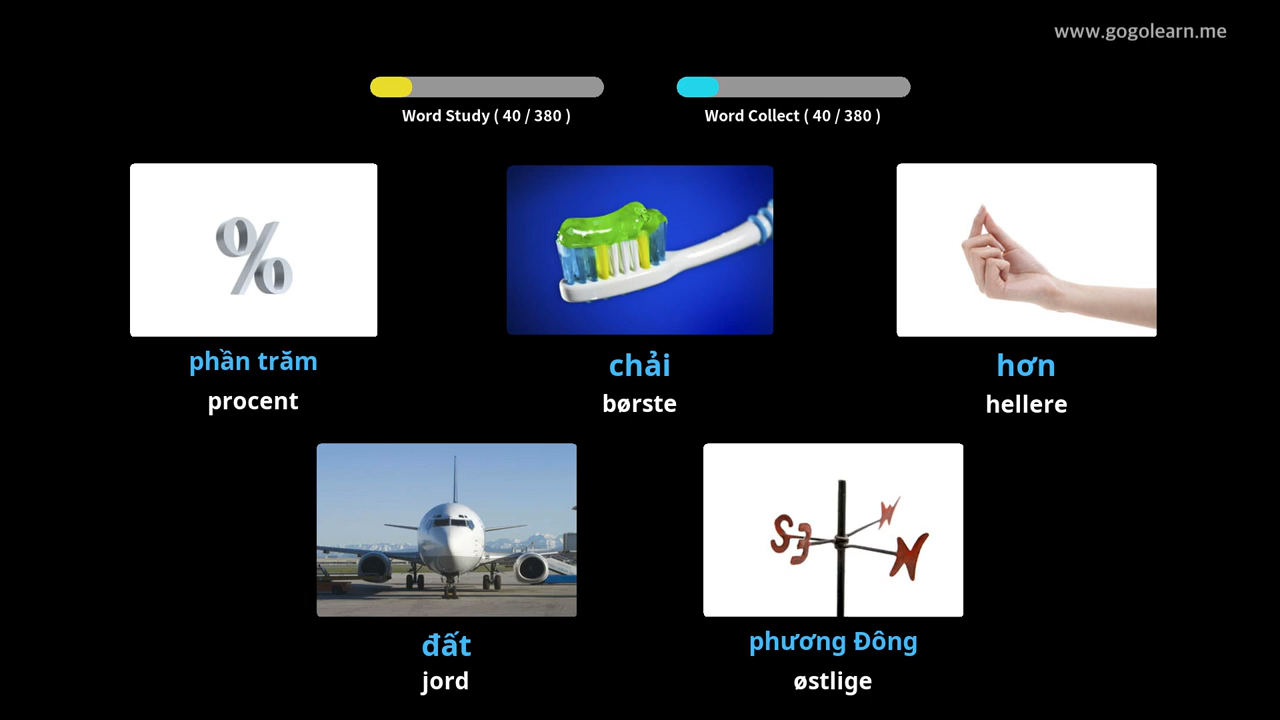 www.gogolearn.me
Word Study ( 40 / 380 )
Word Collect ( 40 / 380 )
%
phần trăm
procent
chải
børste
hơn
hellere
đất
jord
S E N W
phương Đông
østlige